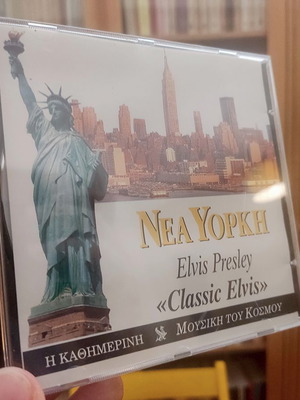 ΝΕΑ ΥΟΡΚΗ
Elvis Presley
«Classic Elvis»
Η ΚΑΘΗΜΕΡΙΝΗ ΜΟΥΣΙΚΗ ΤΟΥ ΚΟΣΜΟΥ